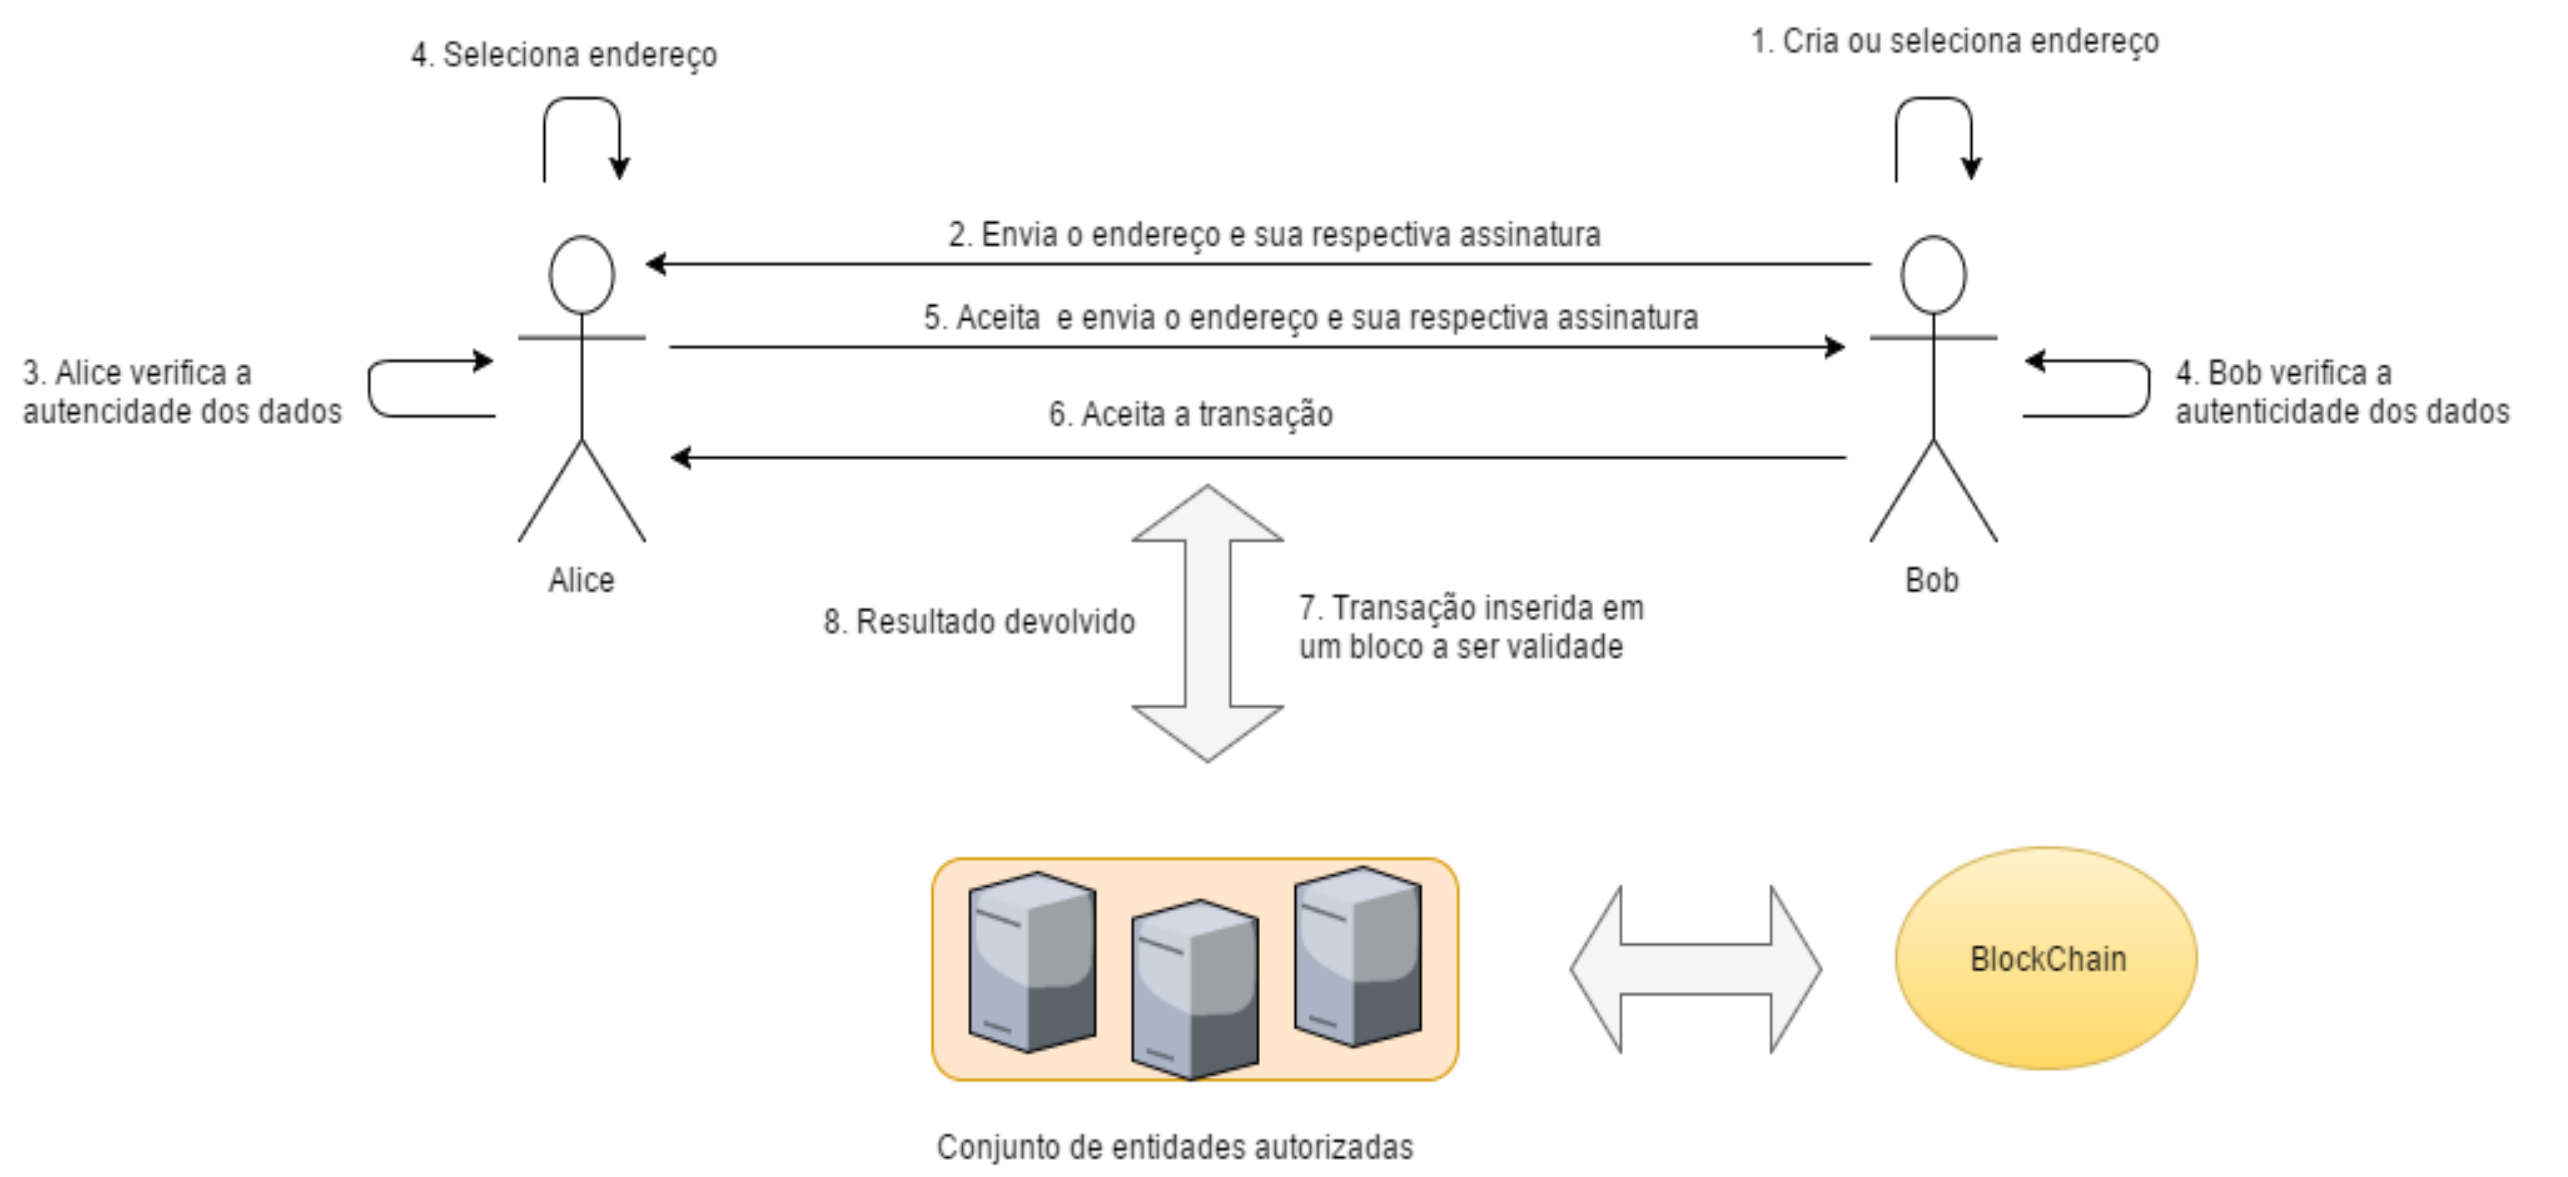 4. Seleciona endereço
1. Cria ou seleciona endereço
2. Envia o endereço e sua respectiva assinatura
5. Aceita  e envia o endereço e sua respectiva assinatura
3. Alice verifica a
autencidade dos dados
6. Aceita a transação
4. Bob verifica a
autenticidade dos dados
Alice
Bob
8. Resultado devolvido
7. Transação inserida em
um bloco a ser validade
BlockChain
Conjunto de entidades autorizadas